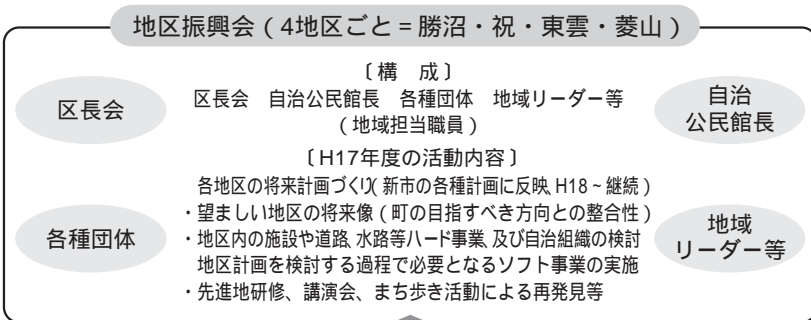 地区振興会(4地区ごと=勝沼・祝・東雲・菱山)
〔構 成〕
区長会 自治公民館長 各種団体 地域リーダー等
(地域担当職員)
区長会
自治
公民館長
〔H17年度の活動内容〕
各地区の将来計画づくり(新市の各種計画に反映、H18~継続)
・望ましい地区の将来像(町の目指すべき方向との整合性)
・地区内の施設や道路、水路等ハード事業、及び自治組織の検討
地区計画を検討する過程で必要となるソフト事業の実施
・先進地研修、講演会、まち歩き活動による再発見等
各種団体
地域
リーダー等